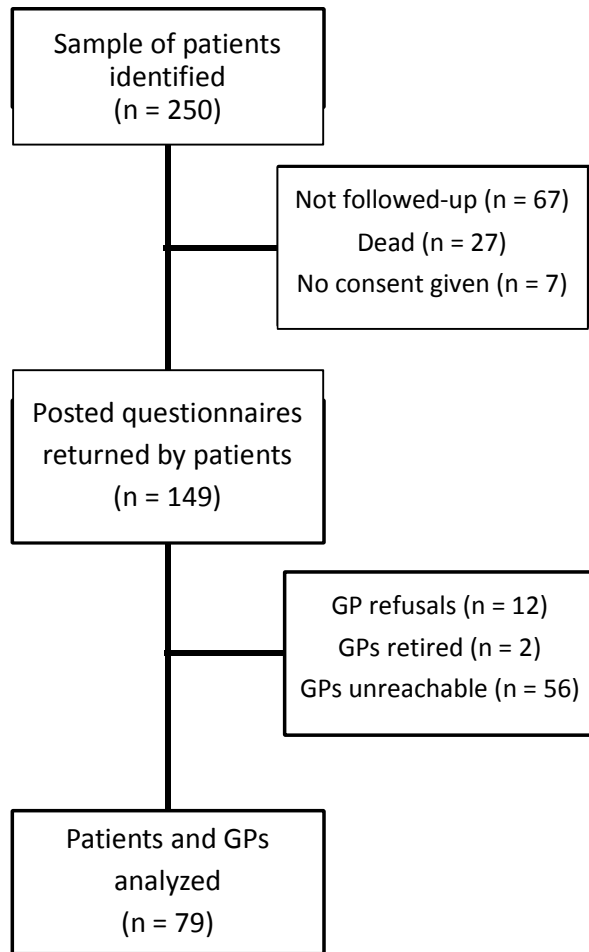 Sample of patients
identified
(n = 250)
Not followed-up (n = 67)
Dead (n = 27)
No consent given (n = 7)
Posted questionnaires
returned by patients
(n = 149)
GP refusals (n = 12)
GPs retired (n = 2)
GPs unreachable (n = 56)
Patients and GPs
analyzed
(n = 79)